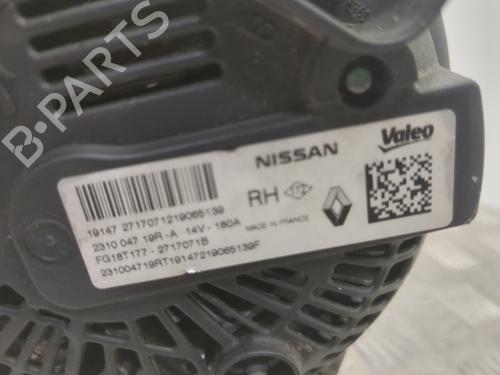 B-PARTS
NISSAN
Valeo
RH
MADE IN FRANCE
19147 2717071219065139
2310 047 19R -A 14V - 180A
FG18T177 - 2717071B
231004719RT19147219065139F